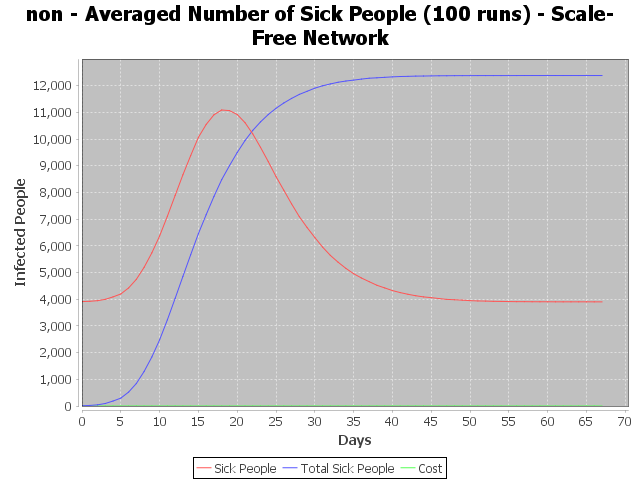 non - Averaged Number of Sick People (100 runs) - Scale-
Free Network
Infected People
12,000
11,000
10,000
9,000
8,000
7,000
6,000
5,000
4,000
3,000
2,000
1,000
0
0 5 10 15 20 25 30 35 40 45 50 55 60 65 70
Days
Sick People Total Sick People Cost